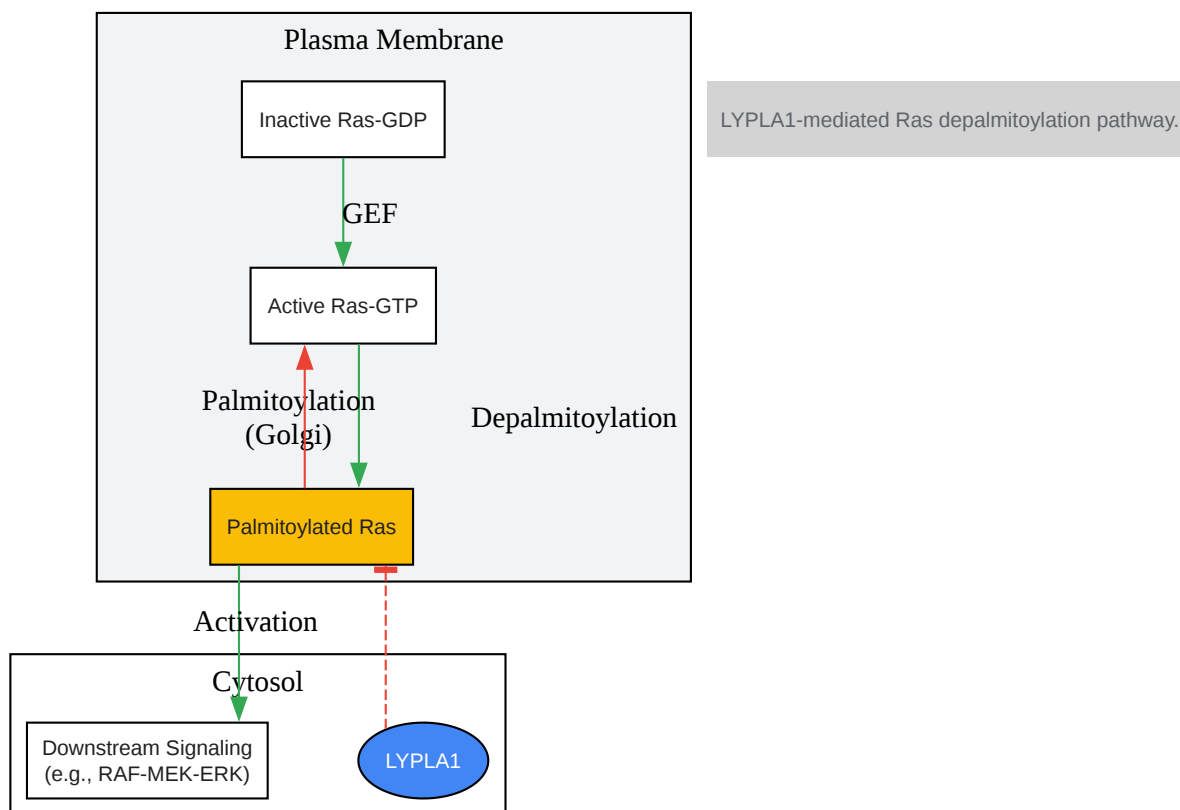 Plasma Membrane
Inactive Ras-GDP
LYPLA1-mediated Ras depalmitoylation pathway.
GEF
Active Ras-GTP
Palmitoylation
(Golgi)
Depalmitoylation
Palmitoylated Ras
Activation
Cytosol
Downstream Signaling
(e.g., RAF-MEK-ERK)
LYPLA1